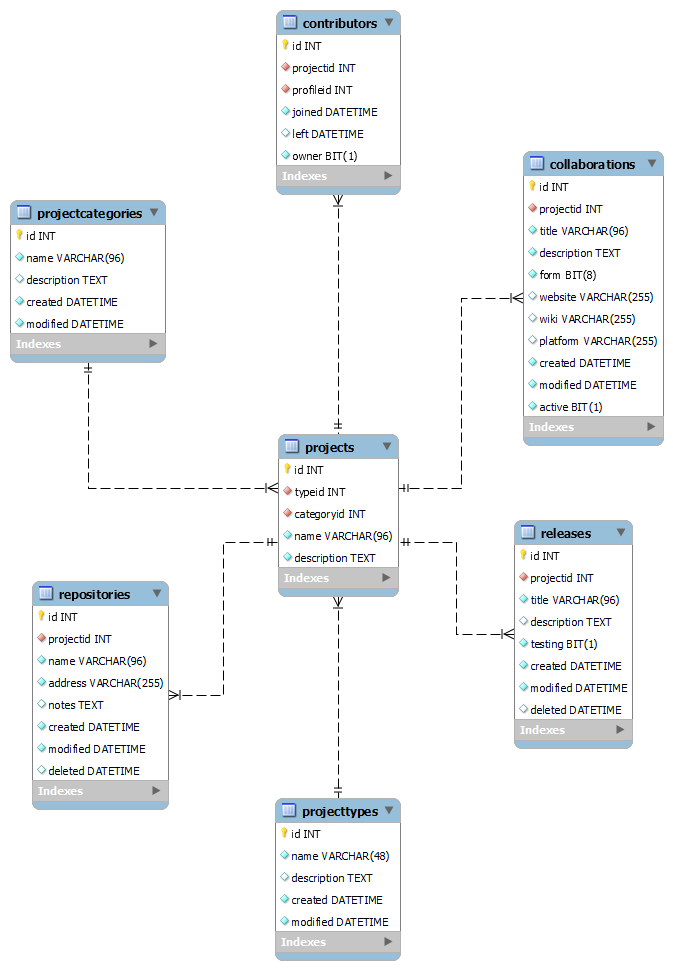 contributors
id INT
projectid INT
profileid INT
joined DATETIME
left DATETIME
owner BIT(1)
Indexes
collaborations
id INT
projectid INT
title VARCHAR(96)
description TEXT
form BIT(8)
website VARCHAR(255)
wiki VARCHAR(255)
platform VARCHAR(255)
created DATETIME
modified DATETIME
active BIT(1)
Indexes
projectcategories
id INT
name VARCHAR(96)
description TEXT
created DATETIME
modified DATETIME
Indexes
projects
id INT
typeid INT
categoryid INT
name VARCHAR(96)
description TEXT
Indexes
releases
id INT
projectid INT
title VARCHAR(96)
description TEXT
testing BIT(1)
created DATETIME
modified DATETIME
deleted DATETIME
Indexes
repositories
id INT
projectid INT
name VARCHAR(96)
address VARCHAR(255)
notes TEXT
created DATETIME
modified DATETIME
deleted DATETIME
Indexes
projecttypes
id INT
name VARCHAR(48)
description TEXT
created DATETIME
modified DATETIME
Indexes